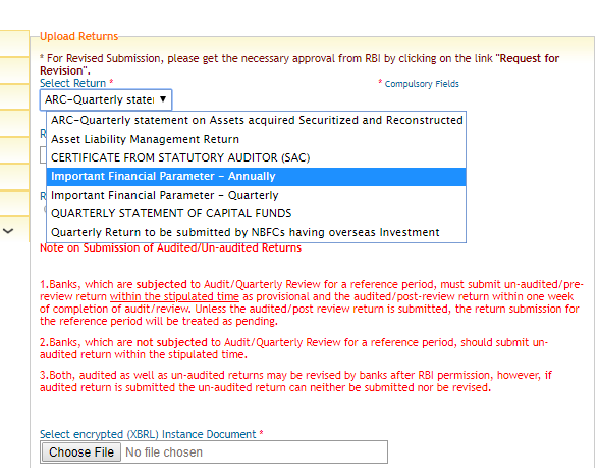 Upload Returns
* For Revised Submission, please get the necessary approval from RBI by clicking on the link "Request for
Revision".
Select Return *
* Compulsory Fields
ARC-Quarterly state
ARC-Quarterly statement on Assets acquired Securitized and Reconstructed
Asset Liability Management Return
CERTIFICATE FROM STATUTORY AUDITOR (SAC)
Important Financial Parameter - Annually
Important Financial Parameter - Quarterly
QUARTERLY STATEMENT OF CAPITAL FUNDS
Quarterly Return to be submitted by NBFCs having overseas Investment
Note on Submission of Audited/Un-audited Returns
1.Banks, which are subjected to Audit/Quarterly Review for a reference period, must submit un-audited/pre-
review return within the stipulated time as provisional and the audited/post-review return within one week
of completion of audit/review. Unless the audited/post review return is submitted, the return submission for
the reference period will be treated as pending.
2.Banks, which are not subjected to Audit/Quarterly Review for a reference period, should submit un-
audited return within the stipulated time.
3.Both, audited as well as un-audited returns may be revised by banks after RBI permission, however, if
audited return is submitted the un-audited return can neither be submitted nor be revised.
Select encrypted (XBRL) Instance Document *
Choose File No file chosen